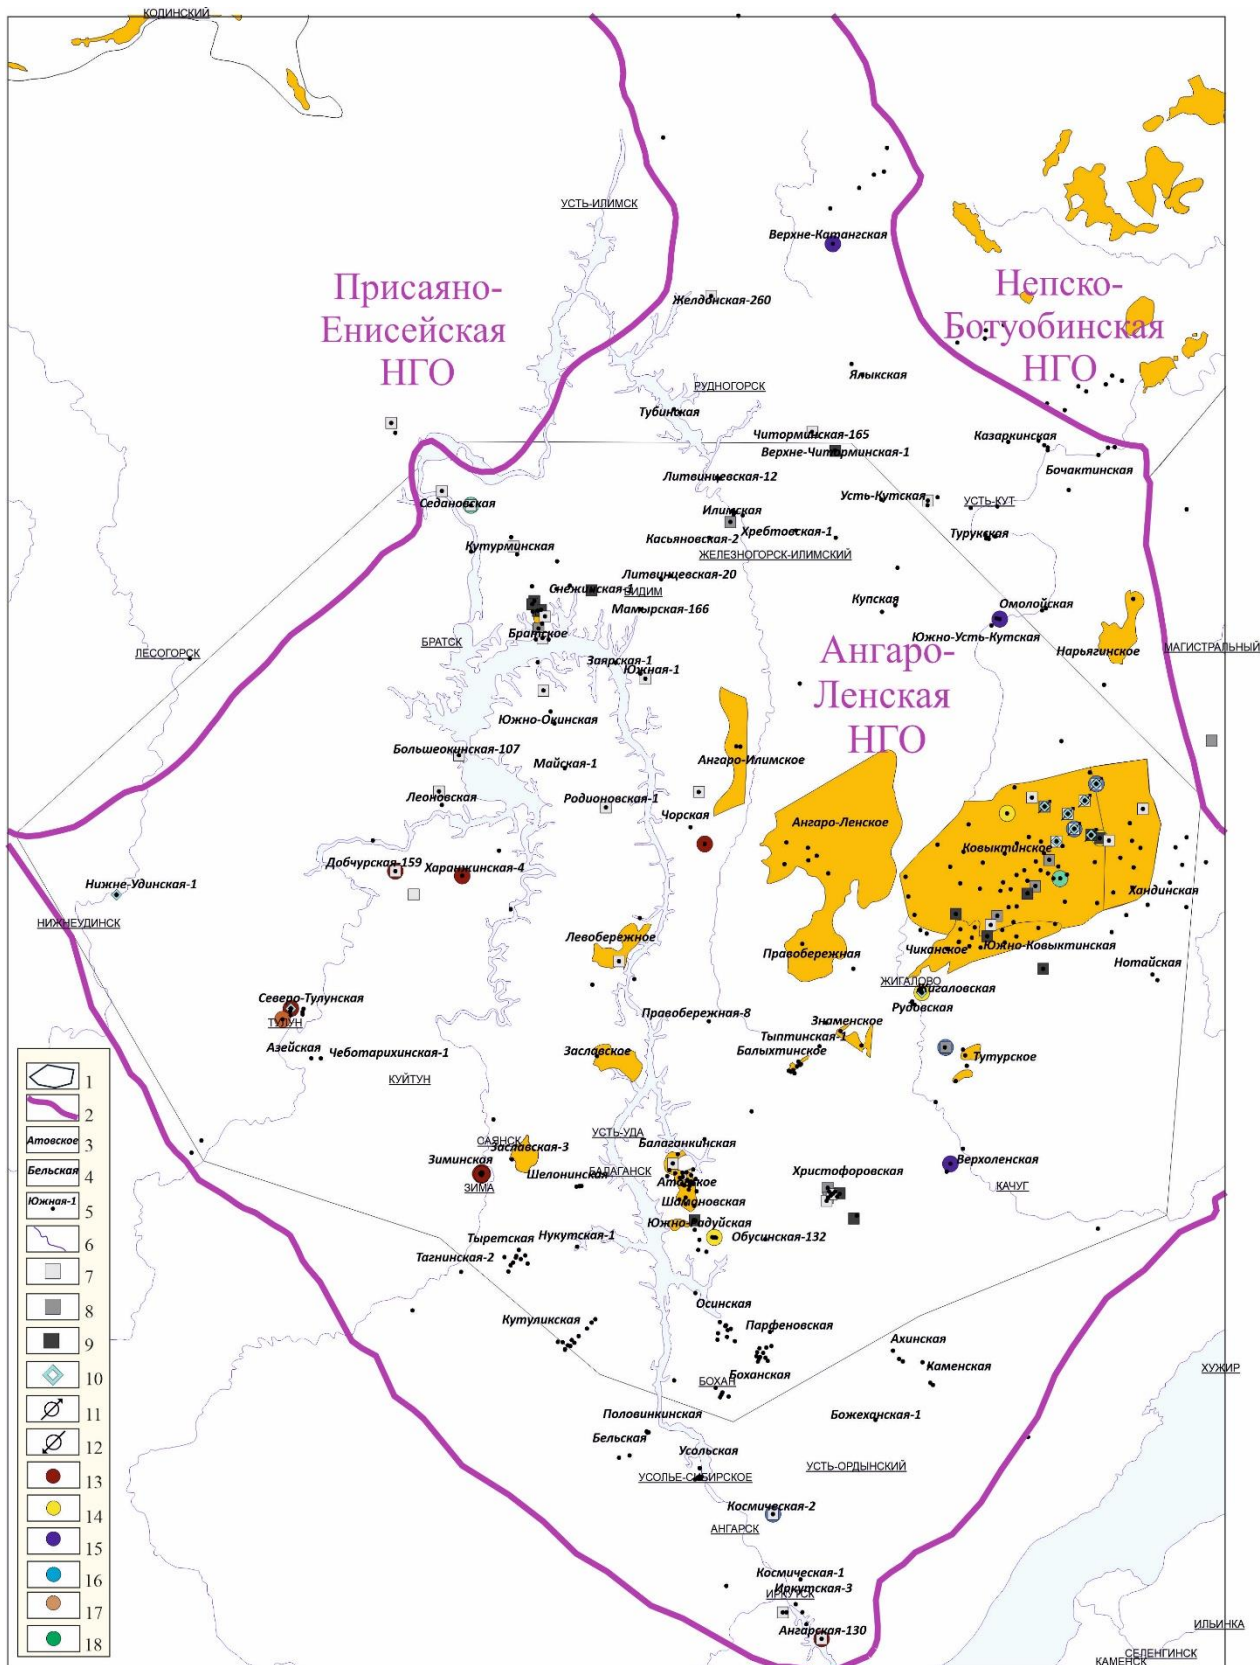 КОДИНСКИЙ
УСТЬ-ИЛИМСК
Верхне-Катангская
Присаяно-
Енисейская
НГО
Непско-
Ботуобинская
НГО
Желдонская-260
Ялыкская
РУДНОГОРСК
Тубинская
Читорминская-165
Верхне-Читорминская-1
Казаркинская
Бочактинская
Литвинцевская-12
Седановская
Усть-Кутская
УСТЬ-КУТ
Илимская
Хребтовская-1
Турукская
Касьяновская-2
ЖЕЛЕЗНОГОРСК-ИЛИМСКИЙ
Кутурминская
Литвинцевская-20
Снежинская-1
ВИДИМ
Мамырская-166
Купская
Омолойская
Южно-Усть-Кутская
Братское
БРАТСК
ЛЕСОГОРСК
Заярская-1
Южная-1
Нарьягинское
МАГИСТРАЛЬНЫЙ
Ангаро-
Ленская
НГО
Южно-Окинская
Большеокинская-107
Майская-1
Ангаро-Илимское
Леоновская
Родионовская-1
Чорская
Ангаро-Ленское
Ковыктинское
Добчурская-159
Харанжинская-4
Нижне-Удинская-1
Хандинская
НИЖНЕУДИНСК
Левобережное
Правобережная
Чиканское
Южно-Ковыктинская
Нотайская
ЖИГАЛОВО
Жигаловская
Рудовская
Северо-Тулунская
ТУЛУН
Правобережная-8
Знаменское
Тыптинская-1
Азейская
Чеботарихинская-1
Заславское
Балыхтинское
Тутурское
КУЙТУН
САЯНСК
Заславская-3
УСТЬ-УДА
Балаганкинская
Зиминская
ЗИМА
Шелонинская
БАЛАГАНСК
Атовское
Христофоровская
Верхоленская
КАЧУГ
Шамановская
Южно-Радуйская
Обусинская-132
Нукутская-1
Тыретская
Тагнинская-2
Осинская
Кутуликская
Парфеновская
Ахинская
Каменская
ХУЖИР
Боханская
БОХАН
Половинкинская
Божеханская-1
Бельская
Усольская
УСОЛЬЕ-СИБИРСКОЕ
УСТЬ-ОРДЫНСКИЙ
Космическая-2
АНГАРСК
Космическая-1
Иркутская-3
ИРКУТСК
Ангарская-130
ИЛЬИНКА
СЕЛЕНГИНСК
КАМЕНСК
1
2
Атовское 3
Бельская 4
Южная-1 5
6
7
8
9
10
11
12
13
14
15
16
17
18